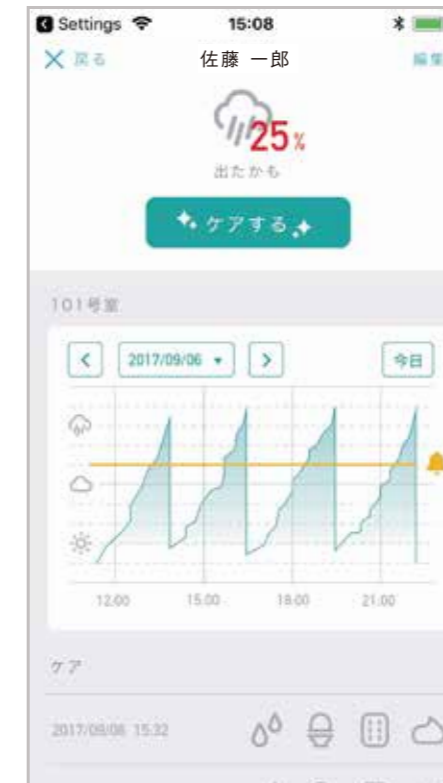 Settings 15:08
戻る 佐藤 一郎 編集
25%
出たかも
ケアする
101号室
2017/09/06 今日
12:00 15:00 18:00 21:00
ケア
2017/09/06 15:32